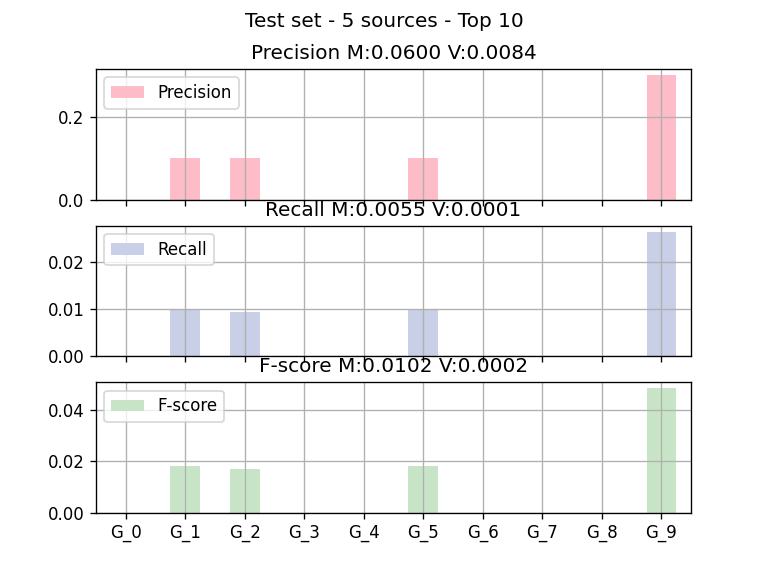 Test set - 5 sources - Top 10
Precision M:0.0600 V:0.0084
Precision
0.2
0.0
Recall M:0.0055 V:0.0001
Recall
0.02
0.01
0.00
F-score M:0.0102 V:0.0002
F-score
0.04
0.02
0.00
G_0 G_1 G_2 G_3 G_4 G_5 G_6 G_7 G_8 G_9